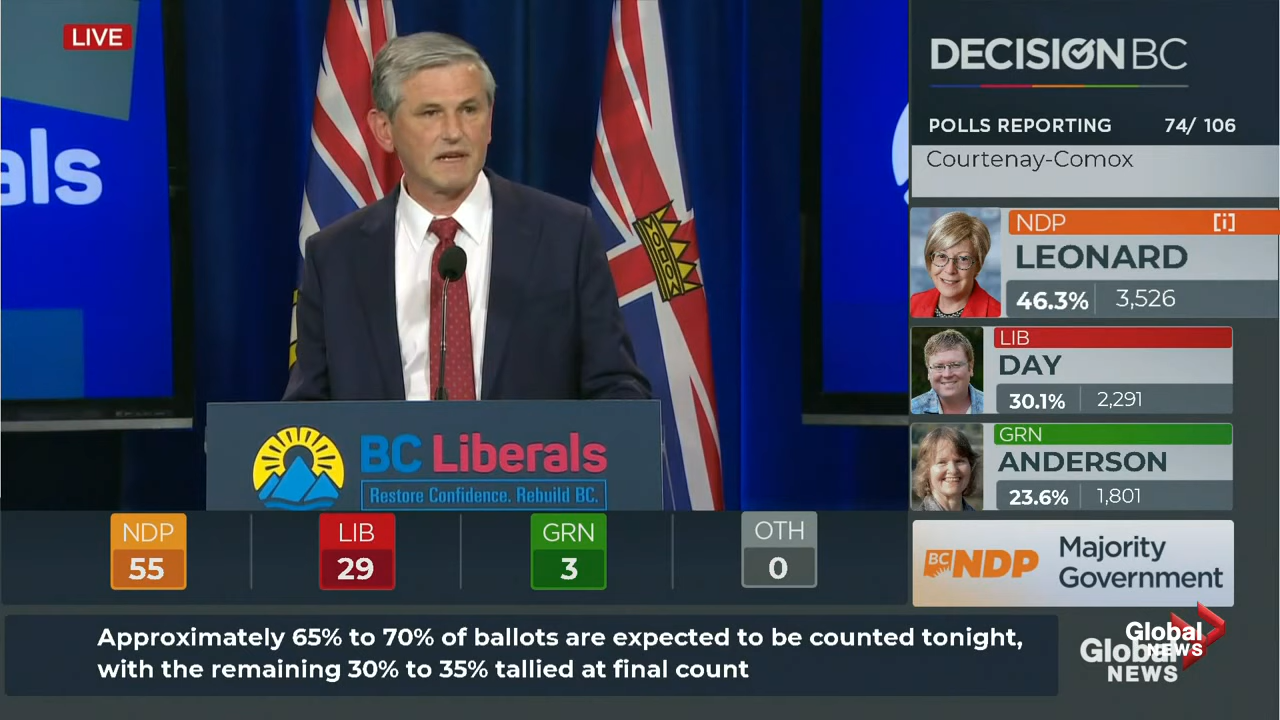 LIVE
als
BC Liberals
Restore Confidence. Rebuild BC.
DECISION BC
POLLS REPORTING 74/ 106
Courtenay-Comox
NDP [i]
LEONARD
46.3% 3,526
LIB
DAY
30.1% 2,291
GRN
ANDERSON
23.6% 1,801
BC NDP
Majority
Government
NDP
55
LIB
29
GRN
3
OTH
0
Approximately 65% to 70% of ballots are expected to be counted tonight,
with the remaining 30% to 35% tallied at final count
Global
NEWS
Global
NEWS